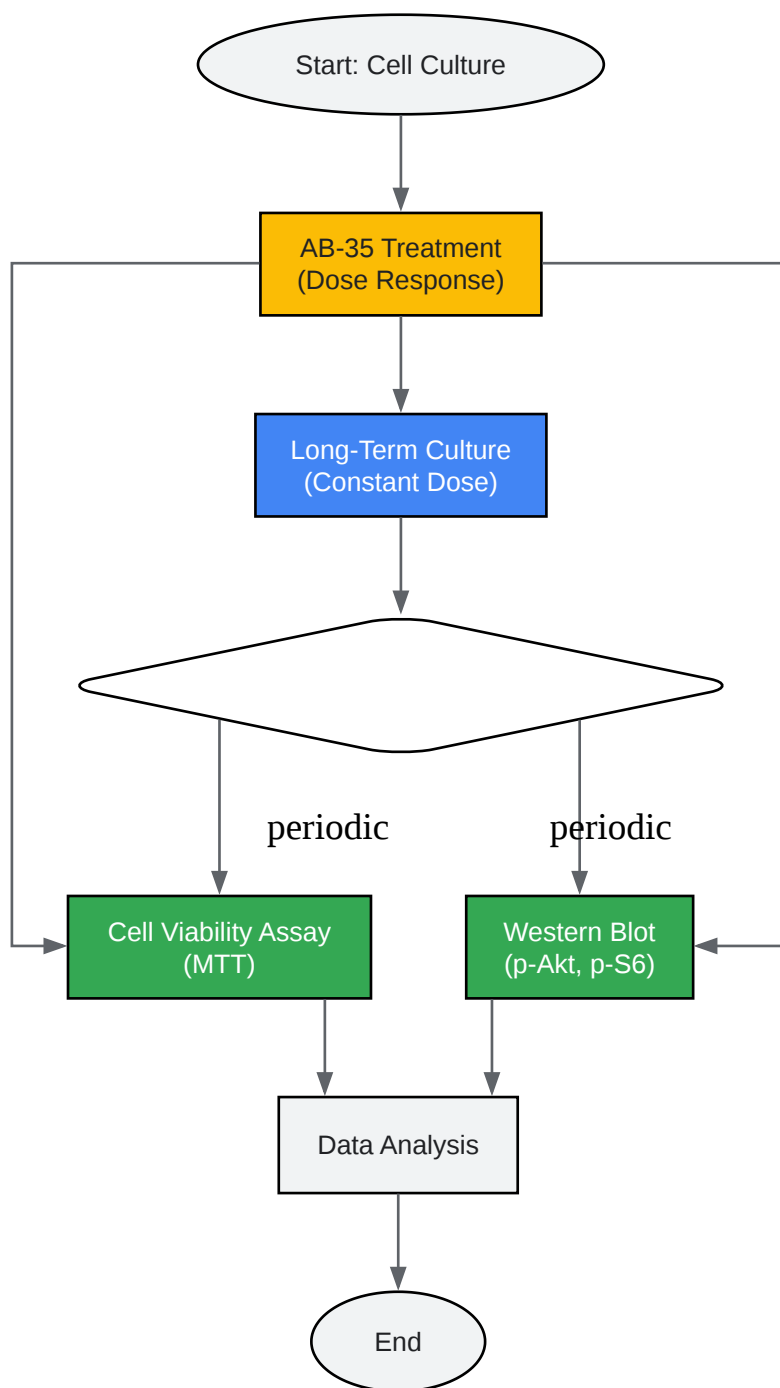 Start: Cell Culture
AB-35 Treatment
(Dose Response)
Long-Term Culture
(Constant Dose)
periodic
periodic
Cell Viability Assay
(MTT)
Western Blot
(p-Akt, p-S6)
Data Analysis
End